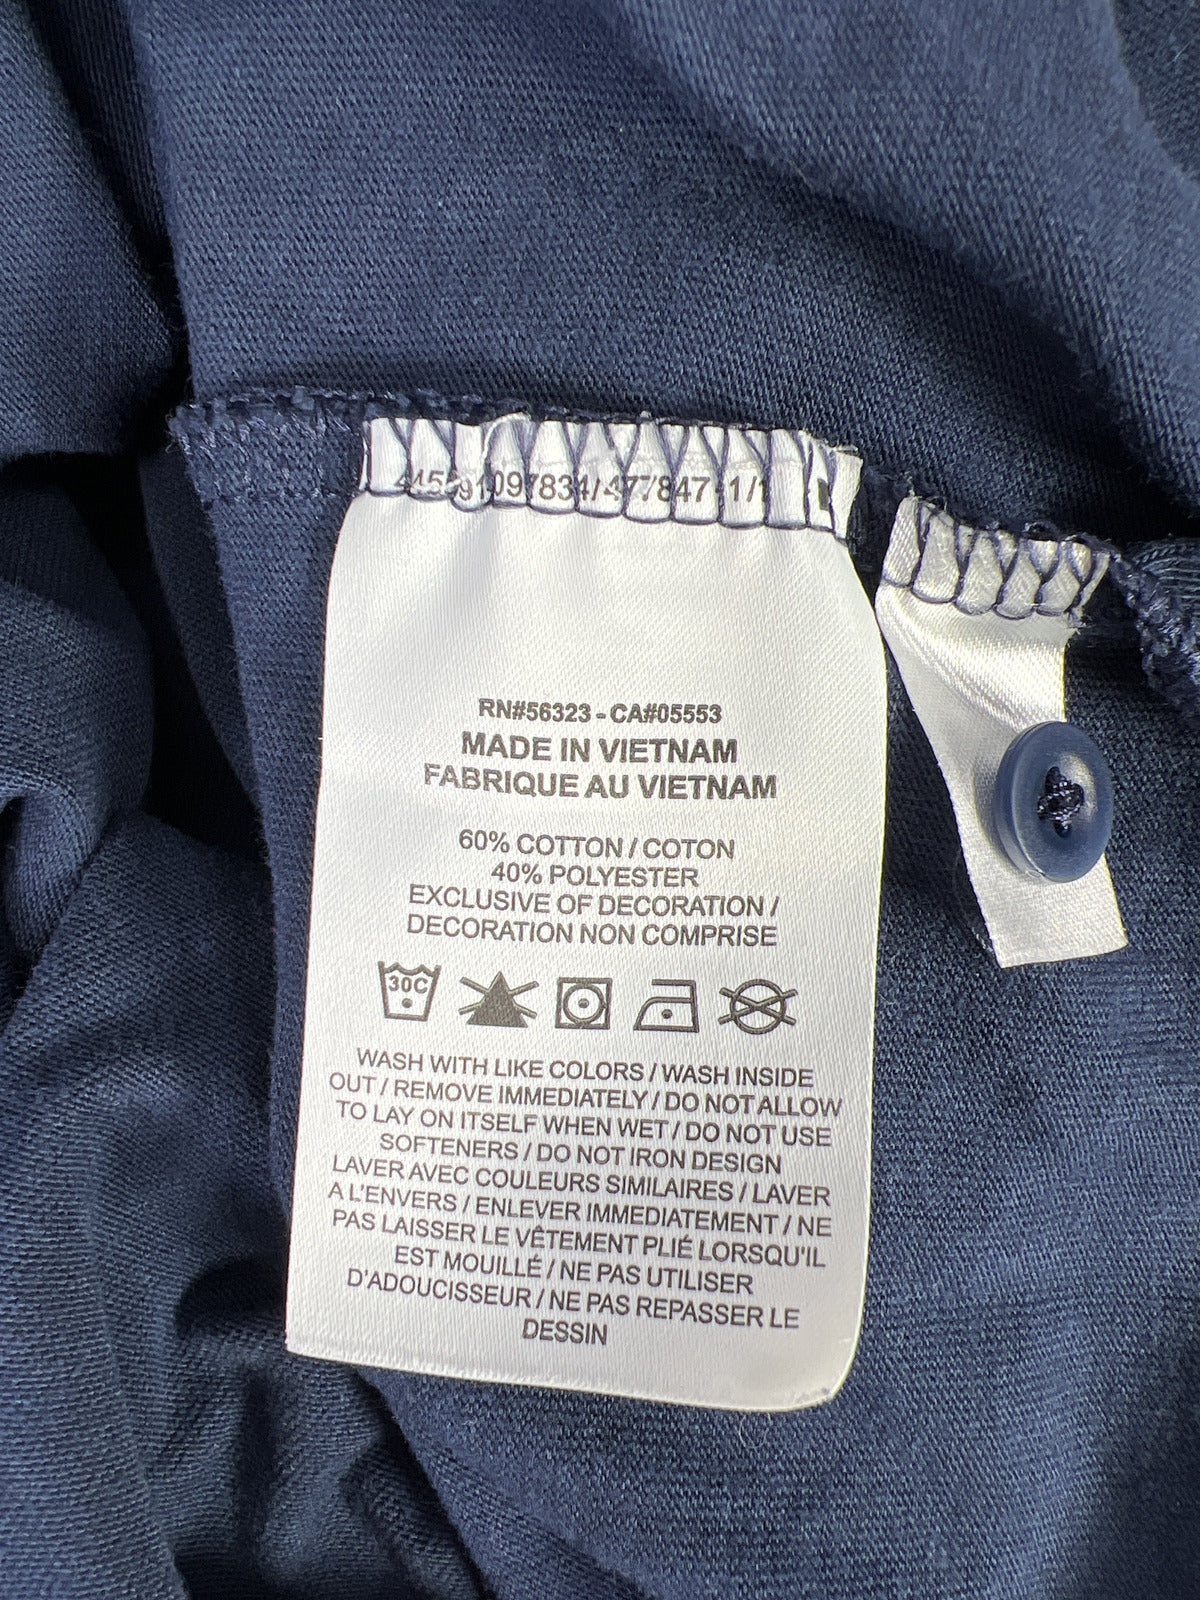 RN#56323 - CA#05553
MADE IN VIETNAM
FABRIQUE AU VIETNAM
60% COTTON / COTON
40% POLYESTER
EXCLUSIVE OF DECORATION /
DECORATION NON COMPRISE
30C
WASH WITH LIKE COLORS / WASH INSIDE
OUT / REMOVE IMMEDIATELY / DO NOT ALLOW
TO LAY ON ITSELF WHEN WET / DO NOT USE
SOFTENERS / DO NOT IRON DESIGN
LAVER AVEC COULEURS SIMILAIRES / LAVER
A L'ENVERS / ENLEVER IMMEDIATEMENT / NE
PAS LAISSER LE VÊTEMENT PLIÉ LORSQU'IL
EST MOUILLÉ / NE PAS UTILISER
D'ADOUCISSEUR / NE PAS REPASSER LE
DESSIN